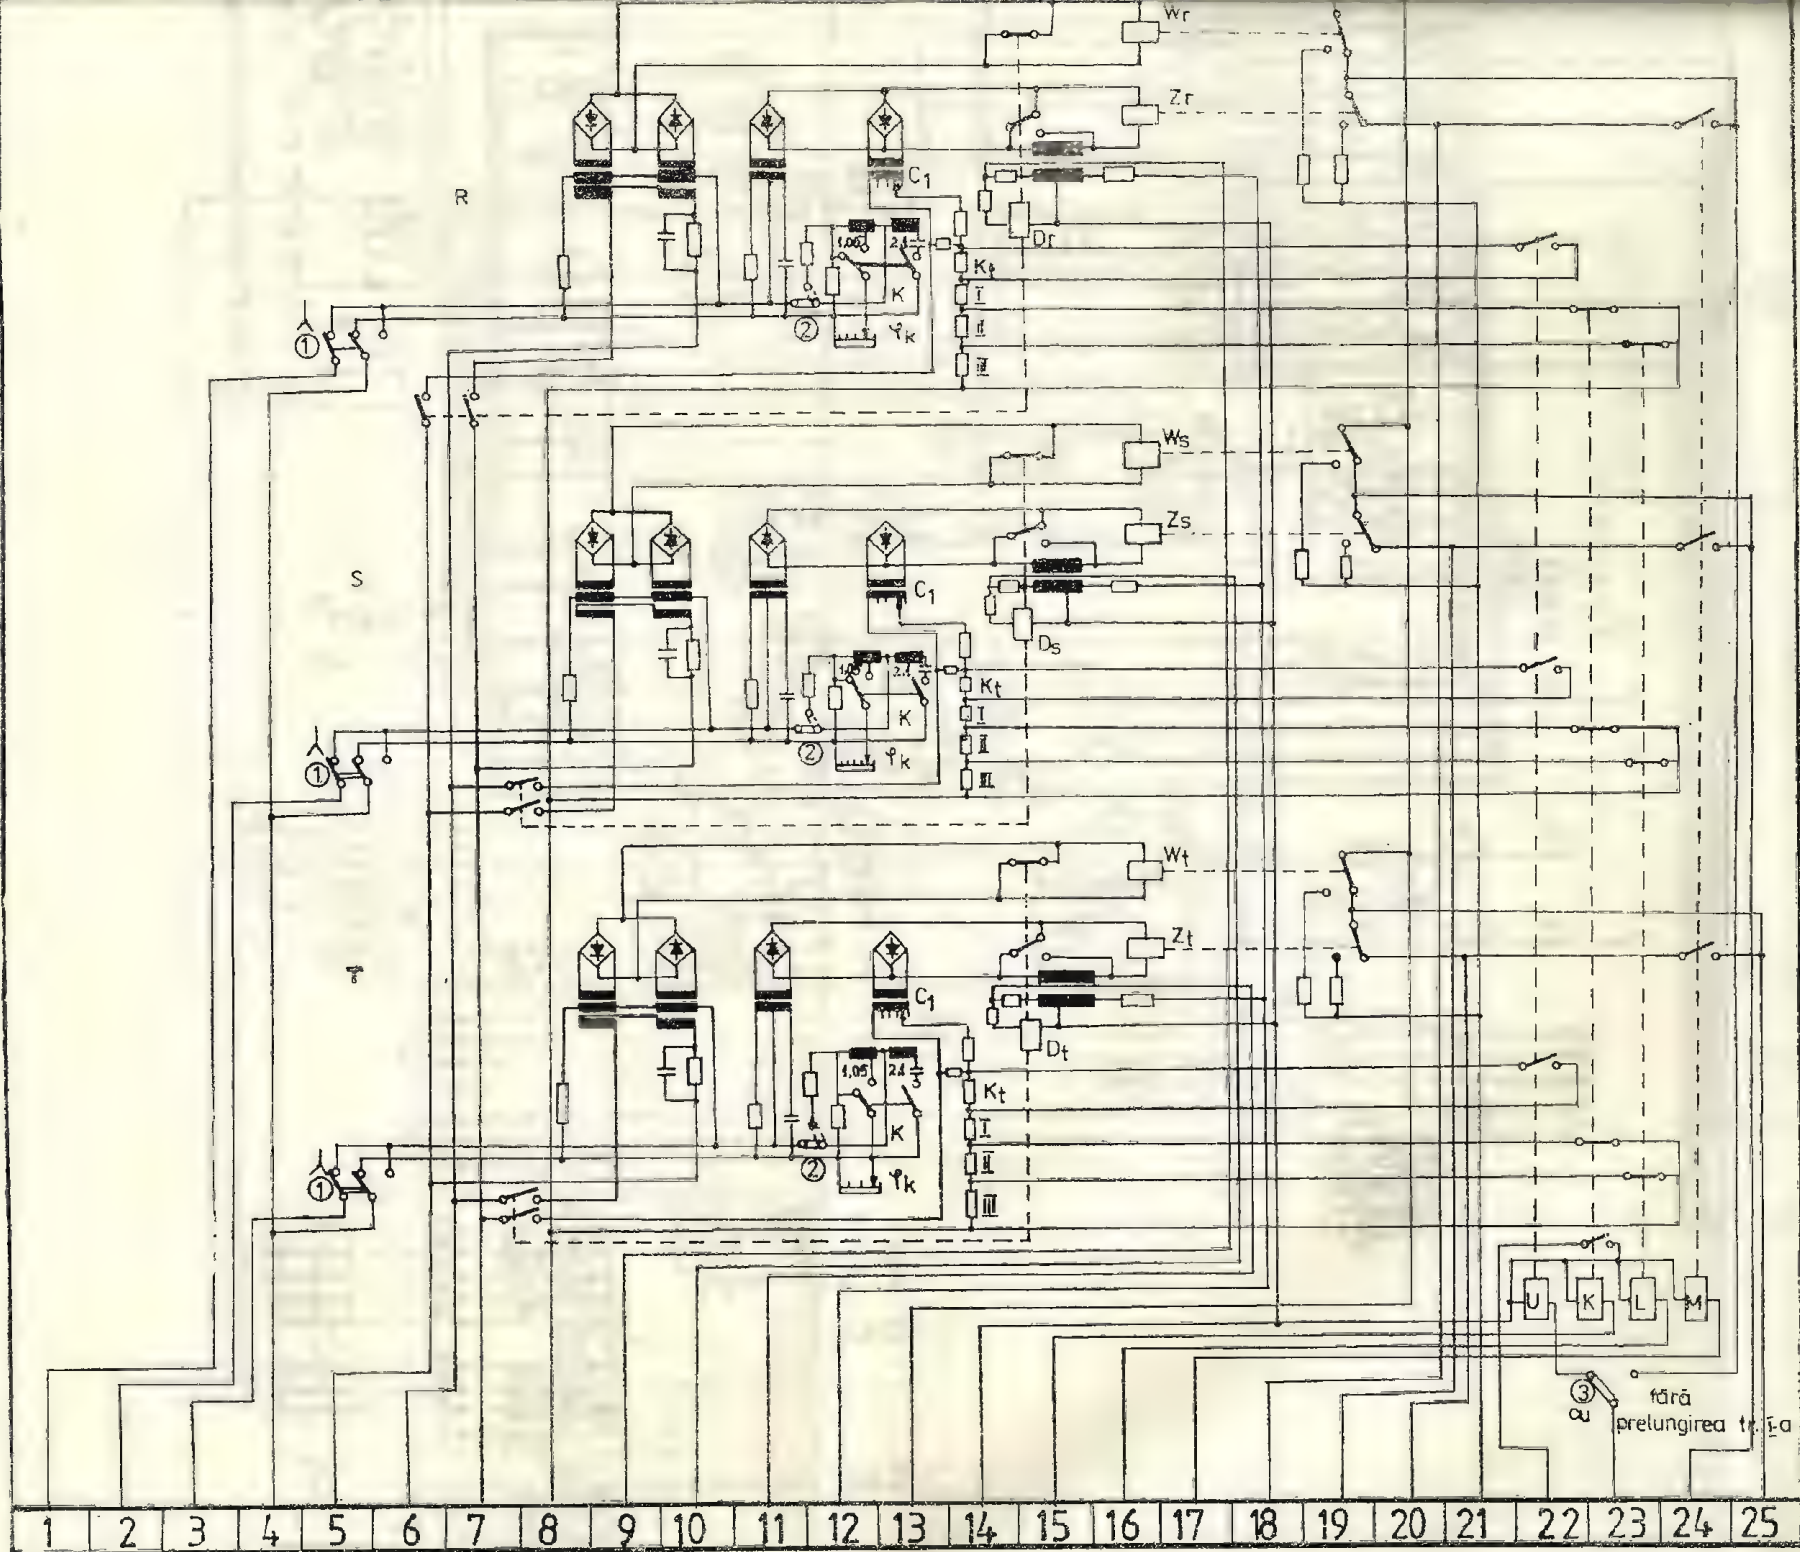 Wr
Zr
R
C1
Dr
1,05 2.1
Kt
K
I
1 2 φk
II
III
Ws
Zs
S
C1
Ds
1,05 2.1
Kt
K
I
II
1 2 φk
III
Wt
Zt
T
C1
Dt
1,05 2.1
Kt
K
I
2
II
1 φk
III
U K L M
3
cu
fără
prelungirea tr. I-a
1 2 3 4 5 6 7 8 9 10 11 12 13 14 15 16 17 18 19 20 21 22 23 24 25